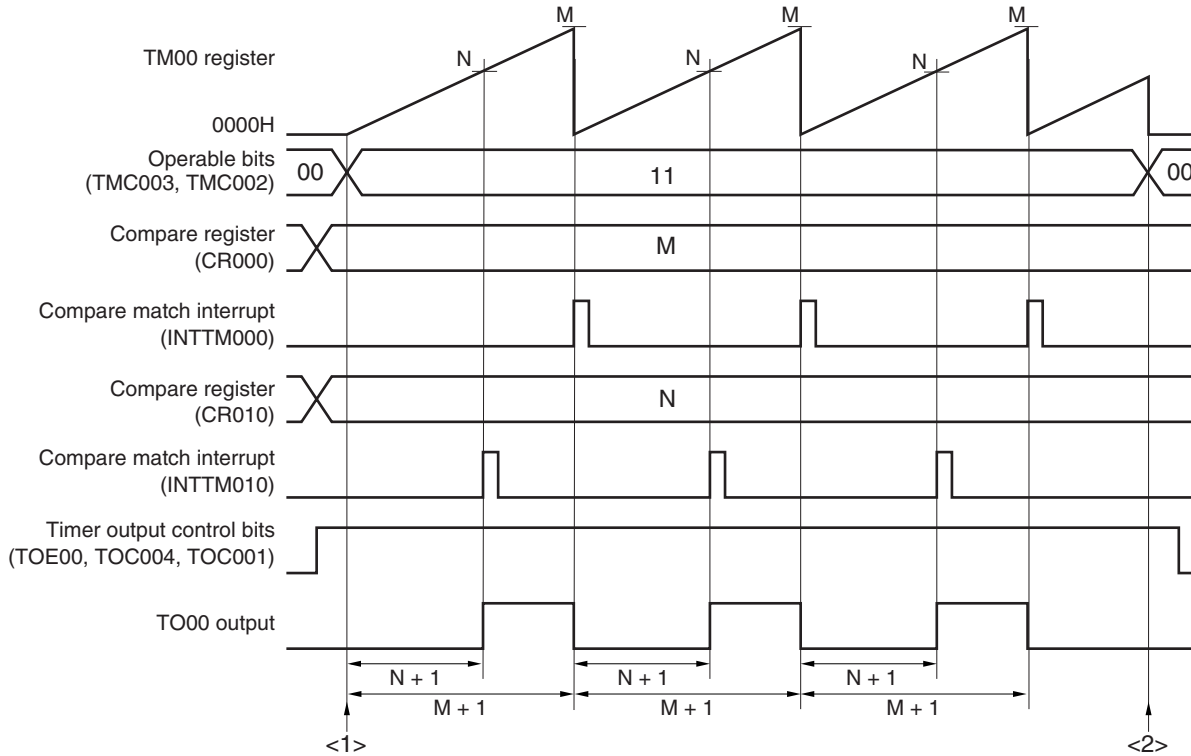 M M M
TM00 register
N N N
0000H
Operable bits
(TMC003, TMC002)
00 11 00
Compare register
(CR000)
M
Compare match interrupt
(INTTM000)
Compare register
(CR010)
N
Compare match interrupt
(INTTM010)
Timer output control bits
(TOE00, TOC004, TOC001)
TO00 output
N + 1 N + 1 N + 1
M + 1 M + 1 M + 1
<1> <2>